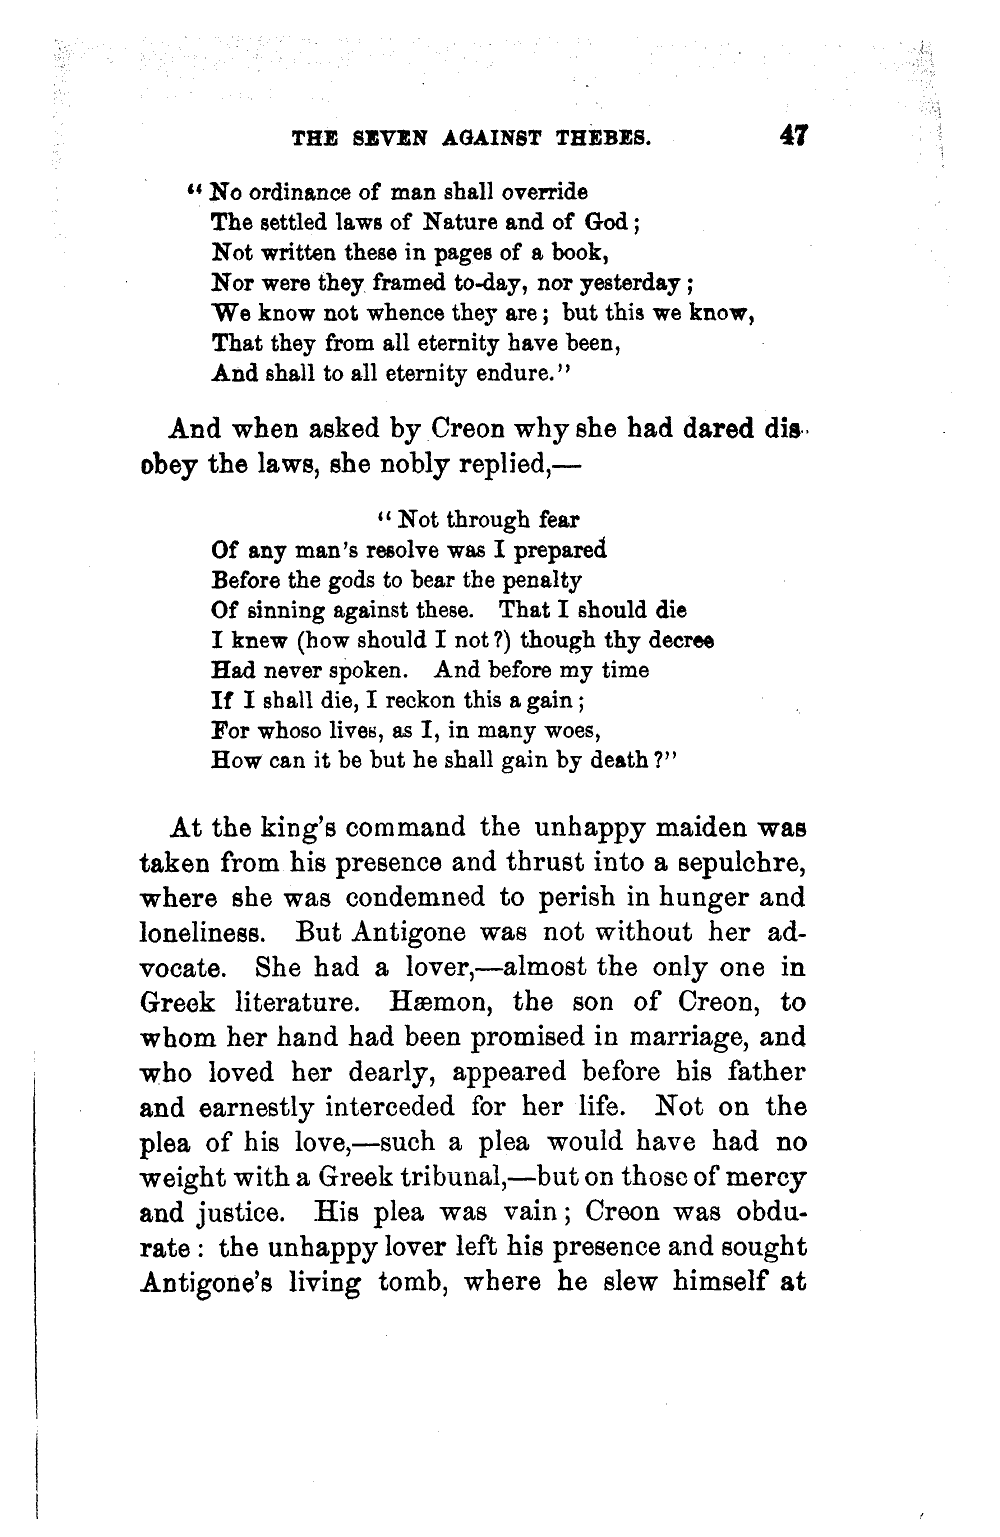 THE SEVEN AGAINST THEBES. 47
“ No ordinance of man shall override
The settled laws of Nature and of God ;
Not written these in pages of a book,
Nor were they framed to-day, nor yesterday ;
We know not whence they are ; but this we know,
That they from all eternity have been,
And shall to all eternity endure.”
And when asked by Creon why she had dared dis-
obey the laws, she nobly replied,—
“ Not through fear
Of any man’s resolve was I prepared
Before the gods to bear the penalty
Of sinning against these. That I should die
I knew (how should I not ?) though thy decree
Had never spoken. And before my time
If I shall die, I reckon this a gain ;
For whoso lives, as I, in many woes,
How can it be but he shall gain by death ?”
At the king’s command the unhappy maiden was
taken from his presence and thrust into a sepulchre,
where she was condemned to perish in hunger and
loneliness. But Antigone was not without her ad-
vocate. She had a lover,—almost the only one in
Greek literature. Hæmon, the son of Creon, to
whom her hand had been promised in marriage, and
who loved her dearly, appeared before his father
and earnestly interceded for her life. Not on the
plea of his love,—such a plea would have had no
weight with a Greek tribunal,—but on those of mercy
and justice. His plea was vain ; Creon was obdu-
rate : the unhappy lover left his presence and sought
Antigone’s living tomb, where he slew himself at